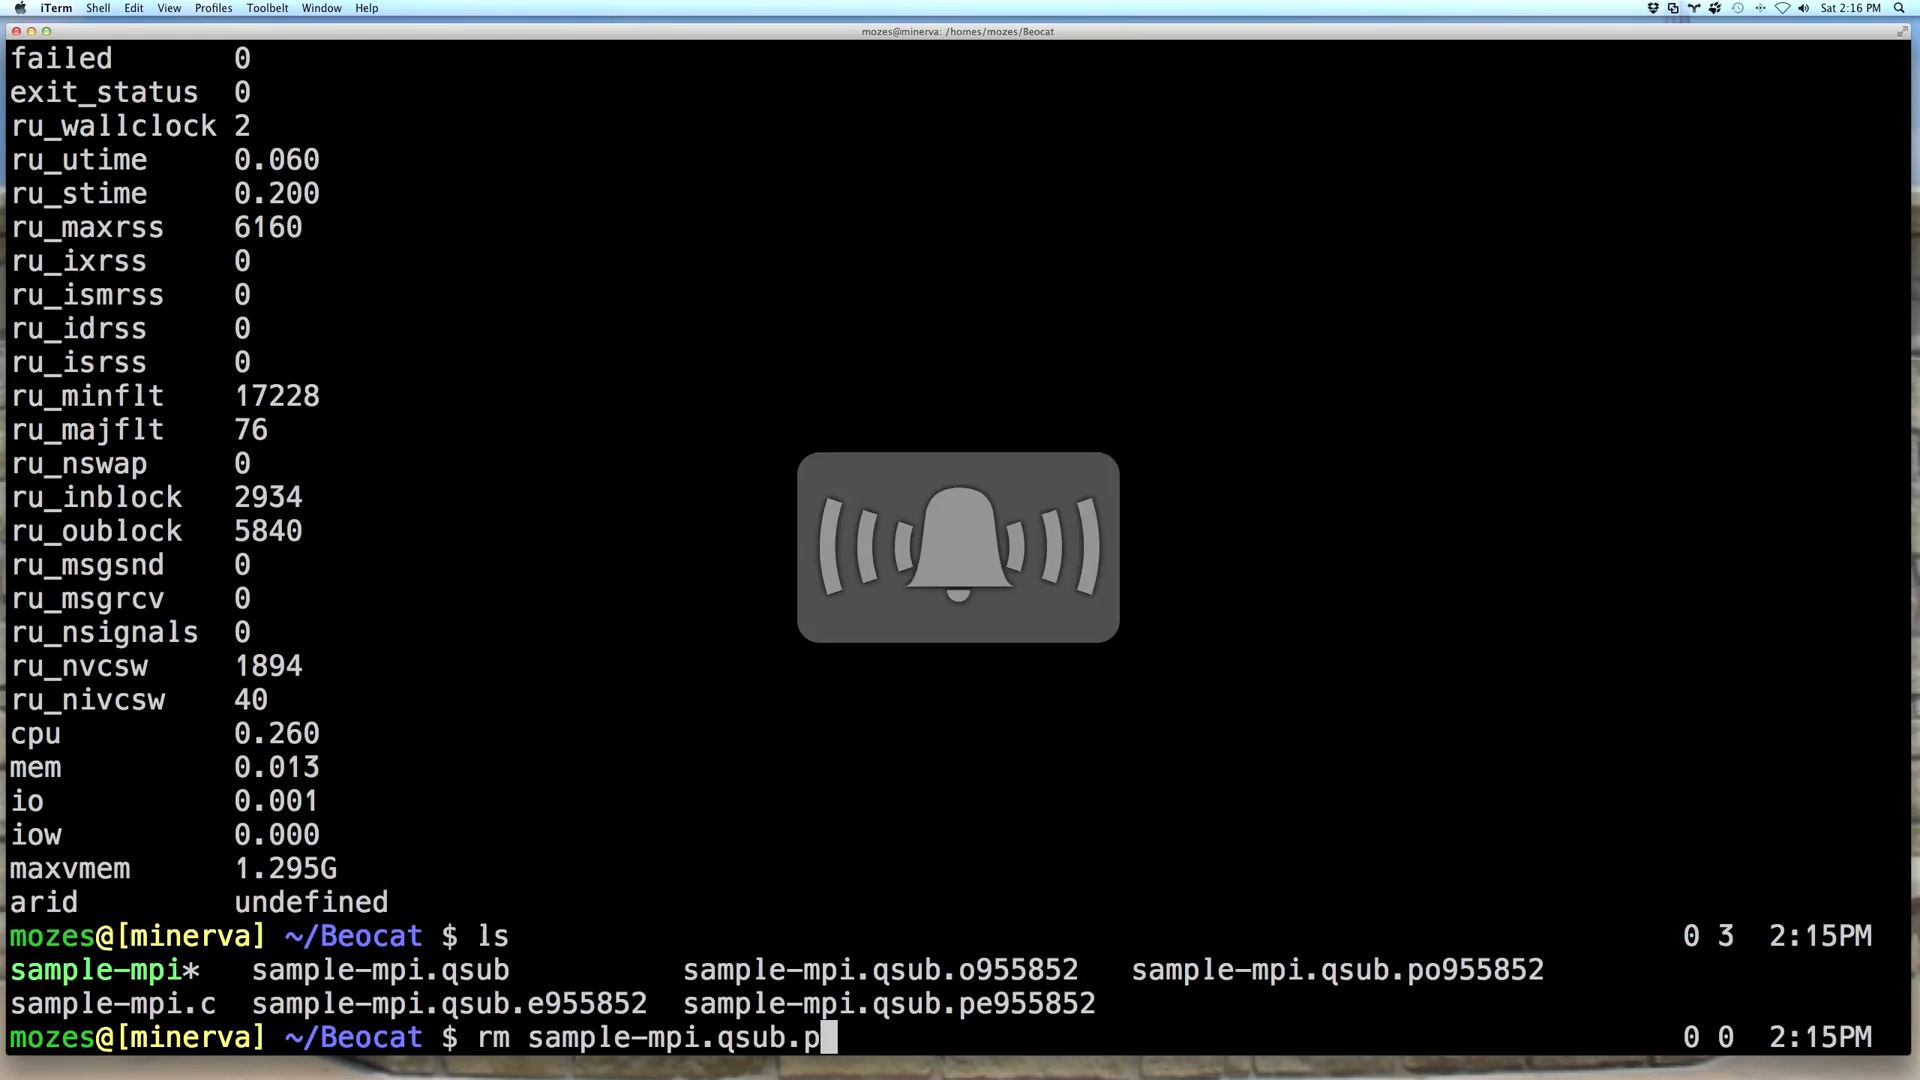 iTerm Shell Edit View Profiles Toolbelt Window Help Sat 2:16 PM
mozes@minerva: /homes/mozes/Beocat
failed 0
exit_status 0
ru_wallclock 2
ru_utime 0.060
ru_stime 0.200
ru_maxrss 6160
ru_ixrss 0
ru_ismrss 0
ru_idrss 0
ru_isrss 0
ru_minflt 17228
ru_majflt 76
ru_nswap 0
ru_inblock 2934
ru_oublock 5840
ru_msgsnd 0
ru_msgrcv 0
ru_nsignals 0
ru_nvcsw 1894
ru_nivcsw 40
cpu 0.260
mem 0.013
io 0.001
iow 0.000
maxvmem 1.295G
arid undefined
mozes@[minerva] ~/Beocat $ ls 0 3 2:15PM
sample-mpi* sample-mpi.qsub sample-mpi.qsub.o955852 sample-mpi.qsub.po955852
sample-mpi.c sample-mpi.qsub.e955852 sample-mpi.qsub.pe955852
mozes@[minerva] ~/Beocat $ rm sample-mpi.qsub.p 0 0 2:15PM